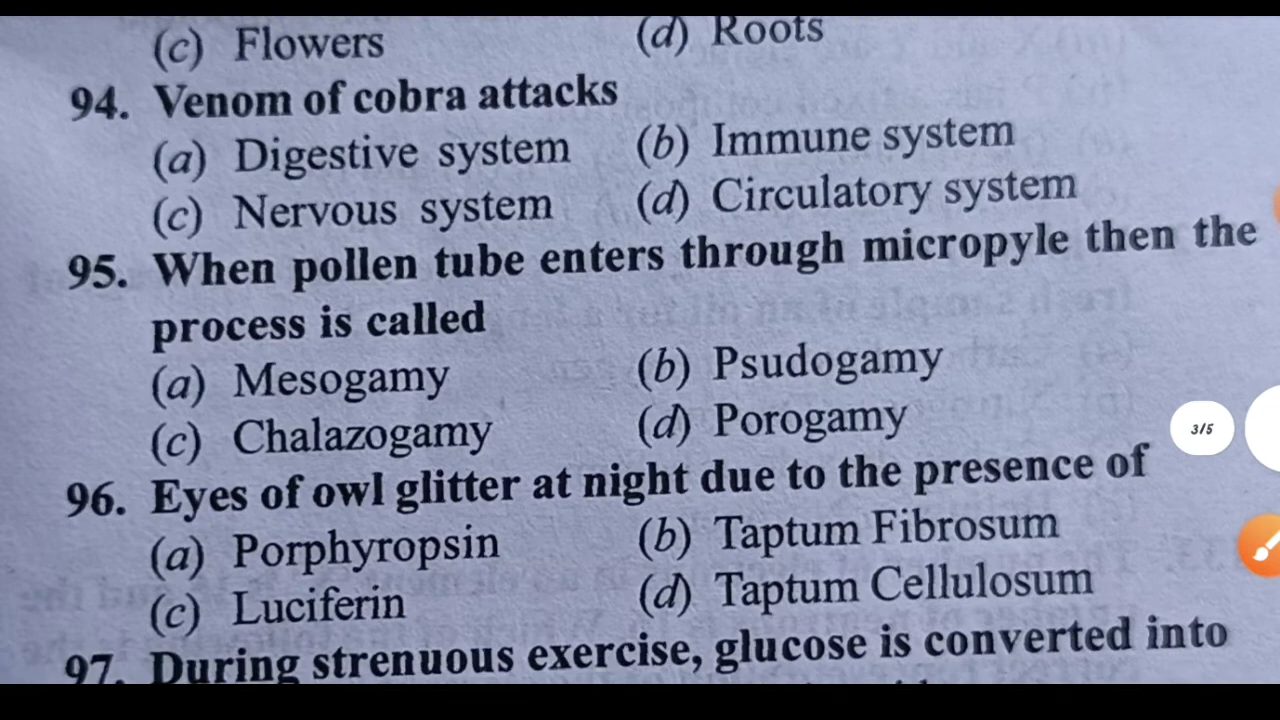 (c) Flowers (d) Roots
94. Venom of cobra attacks
(a) Digestive system (b) Immune system
(c) Nervous system (d) Circulatory system
95. When pollen tube enters through micropyle then the
process is called
(a) Mesogamy (b) Psudogamy
(c) Chalazogamy (d) Porogamy
3/5
96. Eyes of owl glitter at night due to the presence of
(a) Porphyropsin (b) Taptum Fibrosum
(c) Luciferin (d) Taptum Cellulosum
97. During strenuous exercise, glucose is converted into